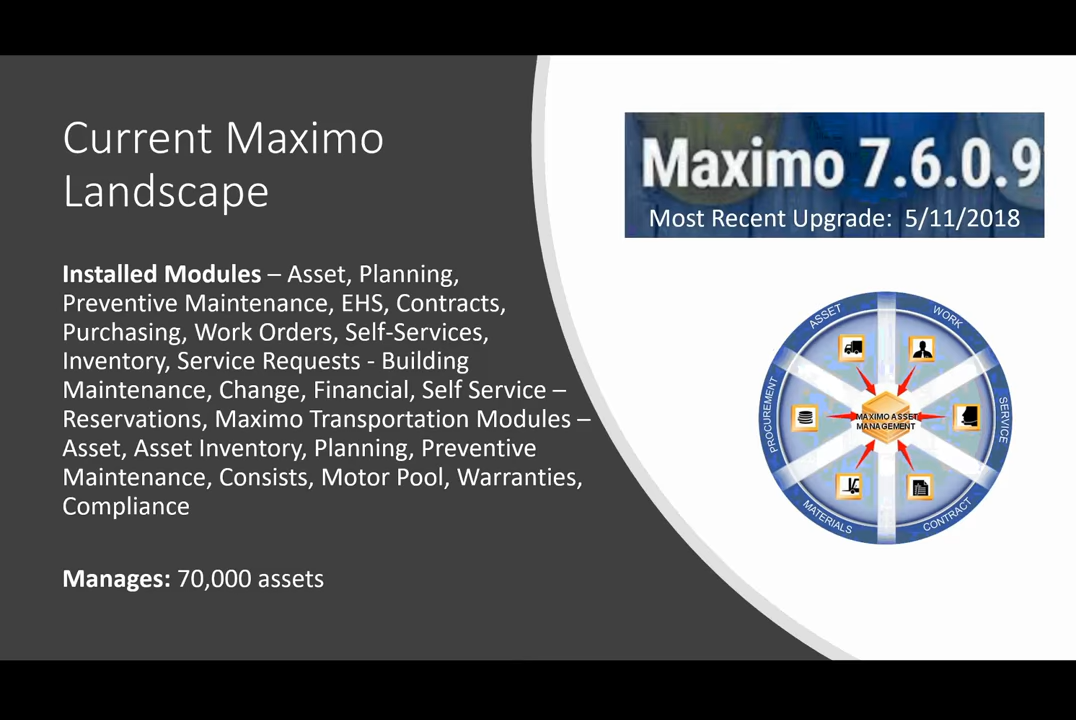 Current Maximo
Landscape
Installed Modules – Asset, Planning,
Preventive Maintenance, EHS, Contracts,
Purchasing, Work Orders, Self-Services,
Inventory, Service Requests - Building
Maintenance, Change, Financial, Self Service –
Reservations, Maximo Transportation Modules –
Asset, Asset Inventory, Planning, Preventive
Maintenance, Consists, Motor Pool, Warranties,
Compliance
Manages: 70,000 assets
Maximo 7.6.0.9
Most Recent Upgrade: 5/11/2018
ASSET
WORK
PROCUREMENT
SERVICE
MAXIMO ASSET
MANAGEMENT
MATERIALS
CONTRACT